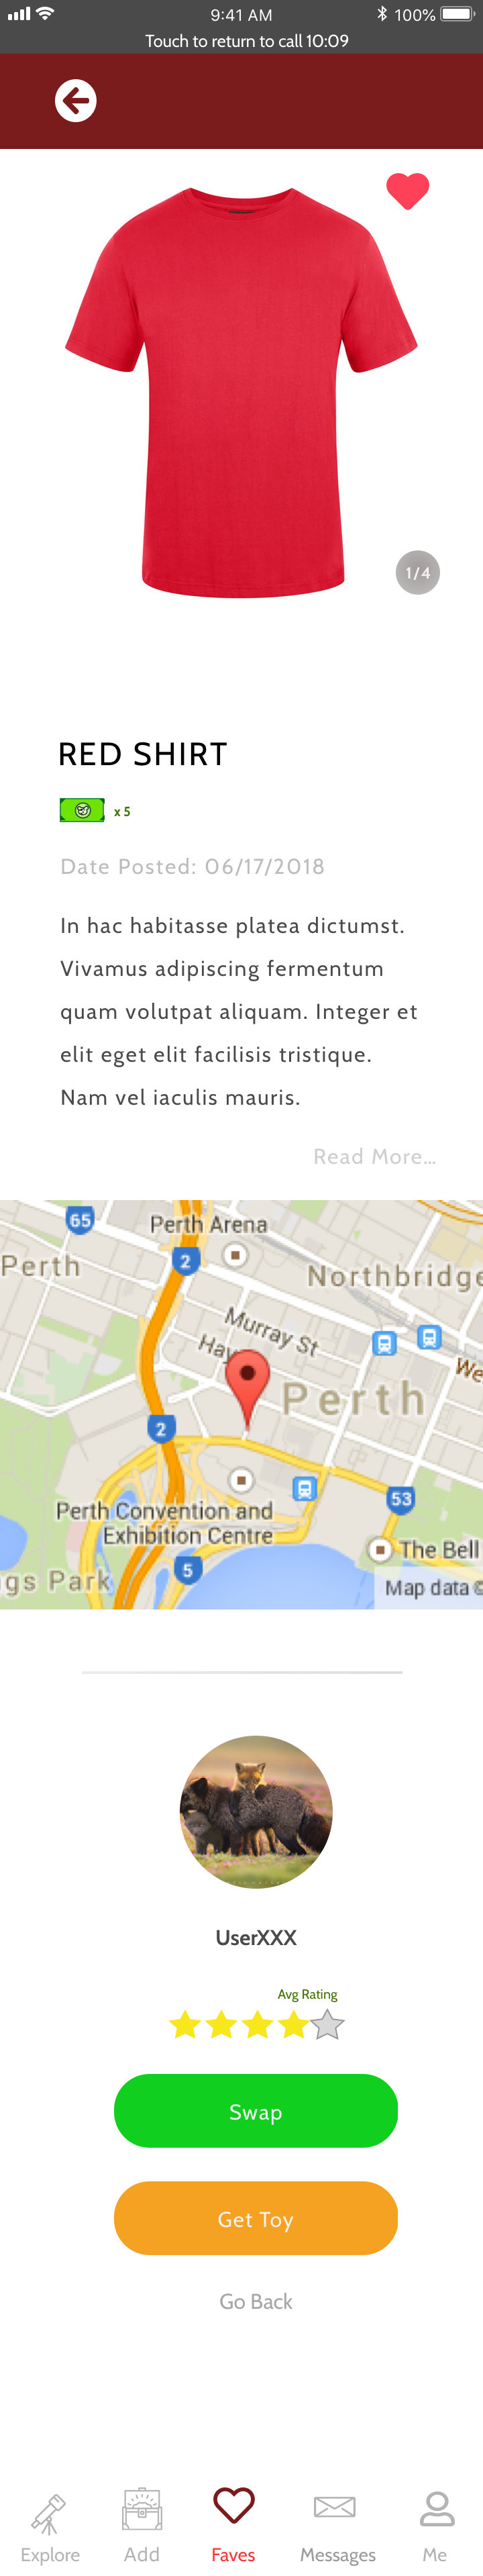 9:41 AM
100%
Touch to return to call 10:09
1/4
RED SHIRT
x 5
Date Posted: 06/17/2018
In hac habitasse platea dictumst.
Vivamus adipiscing fermentum
quam volutpat aliquam. Integer et
elit eget elit facilisis tristique.
Nam vel iaculis mauris.
Read More...
65
Perth Arena
Perth
2
Northbridge
Murray St
Hay
We
Perth
2
53
Perth Convention and
Exhibition Centre
The Bell
5
gs Park
Map data ©
UserXXX
Avg Rating
Swap
Get Toy
Go Back
Explore
Add
Faves
Messages
Me